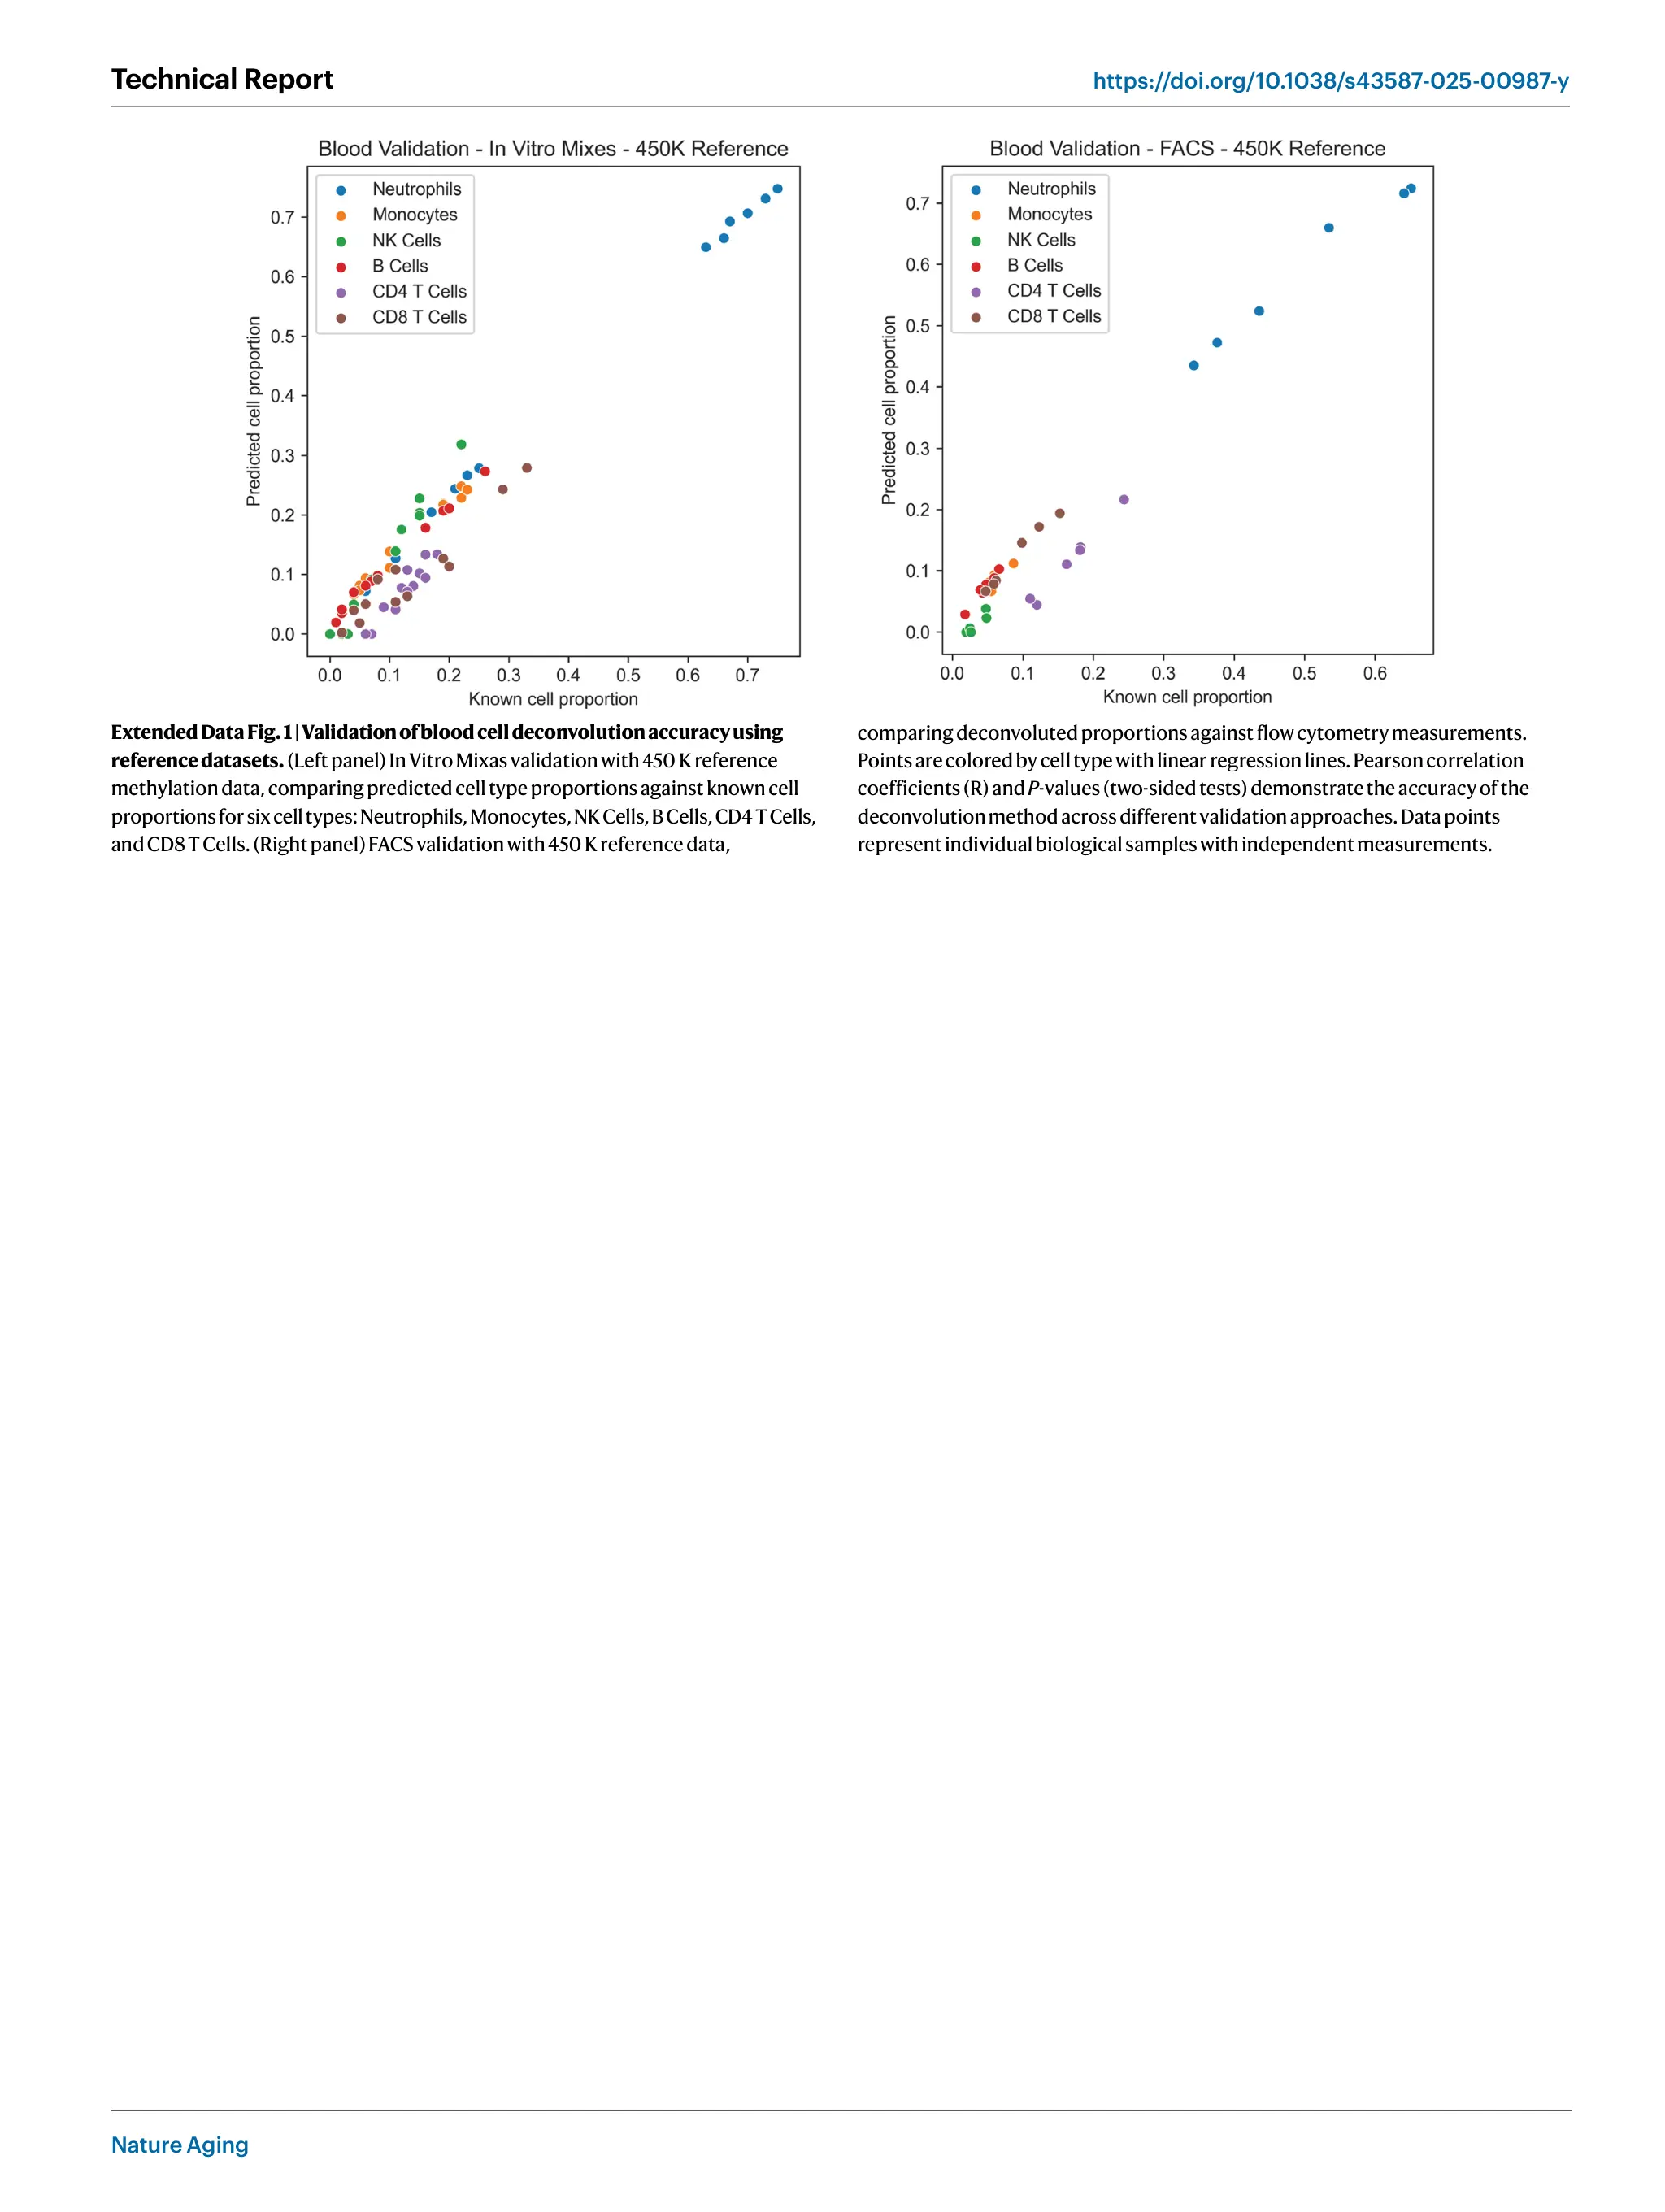 Technical Report
https://doi.org/10.1038/s43587-025-00987-y
Blood Validation - In Vitro Mixes - 450K Reference
Neutrophils
Monocytes
NK Cells
B Cells
CD4 T Cells
CD8 T Cells
Predicted cell proportion
0.7
0.6
0.5
0.4
0.3
0.2
0.1
0.0
0.0 0.1 0.2 0.3 0.4 0.5 0.6 0.7
Known cell proportion
Blood Validation - FACS - 450K Reference
Neutrophils
Monocytes
NK Cells
B Cells
CD4 T Cells
CD8 T Cells
Predicted cell proportion
0.7
0.6
0.5
0.4
0.3
0.2
0.1
0.0
0.0 0.1 0.2 0.3 0.4 0.5 0.6
Known cell proportion
Extended Data Fig. 1 | Validation of blood cell deconvolution accuracy using
reference datasets. (Left panel) In Vitro Mixas validation with 450 K reference
methylation data, comparing predicted cell type proportions against known cell
proportions for six cell types: Neutrophils, Monocytes, NK Cells, B Cells, CD4 T Cells,
and CD8 T Cells. (Right panel) FACS validation with 450 K reference data,
comparing deconvoluted proportions against flow cytometry measurements.
Points are colored by cell type with linear regression lines. Pearson correlation
coefficients (R) and P-values (two-sided tests) demonstrate the accuracy of the
deconvolution method across different validation approaches. Data points
represent individual biological samples with independent measurements.
Nature Aging